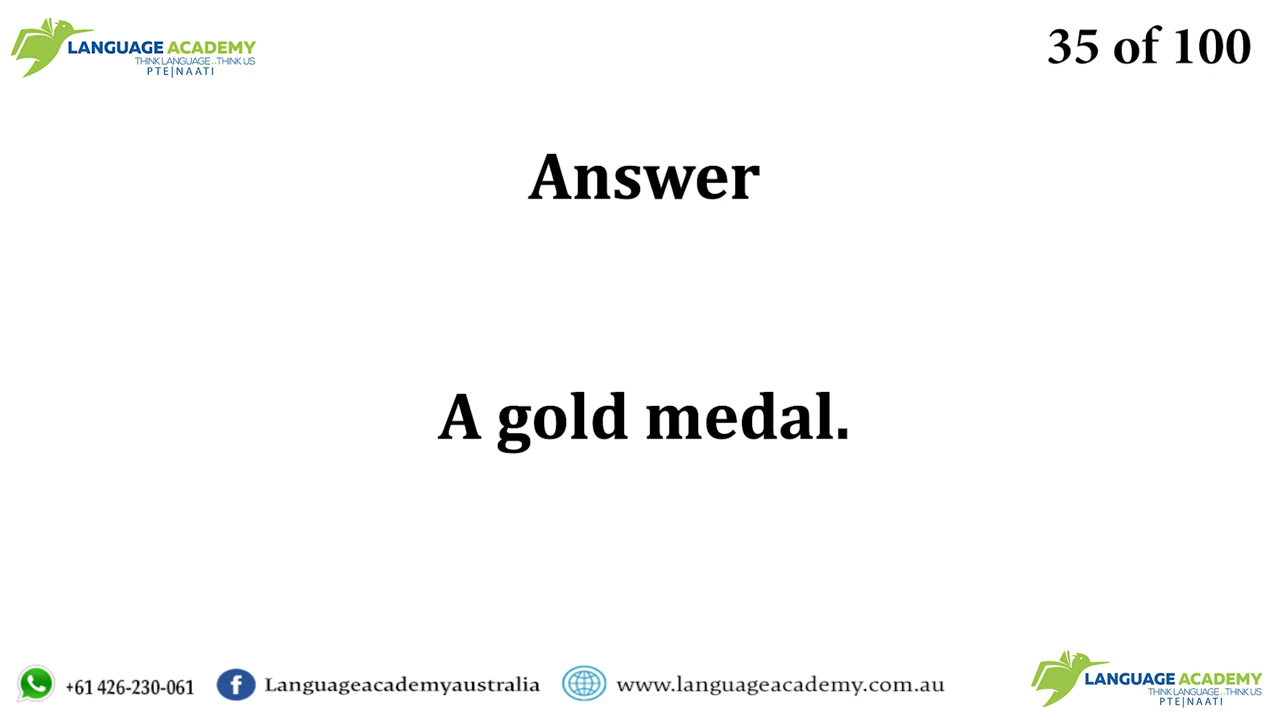 LANGUAGE ACADEMY
THINK LANGUAGE .. THINK US
PTE|NAATI
35 of 100
Answer
A gold medal.
+61 426-230-061
Languageacademyaustralia
www.languageacademy.com.au
LANGUAGE ACADEMY
THINK LANGUAGE .. THINK US
PTE|NAATI